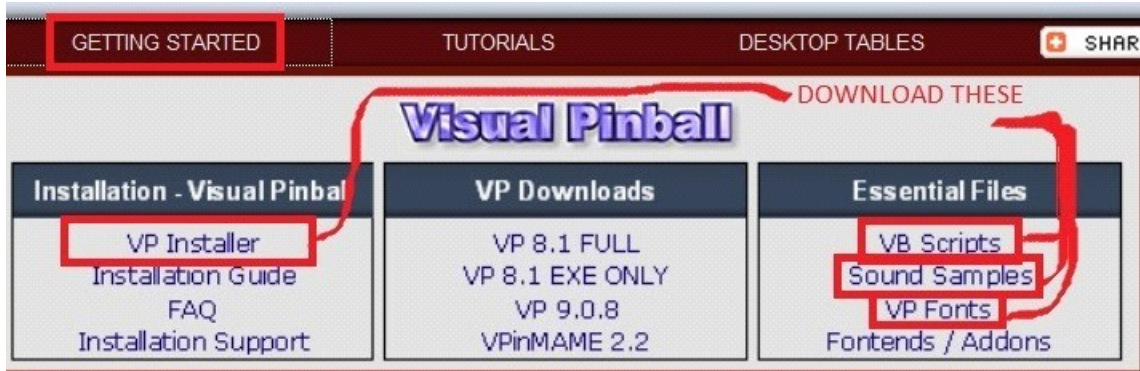 GETTING STARTED TUTORIALS DESKTOP TABLES SHAR
DOWNLOAD THESE
Visual Pinball
Installation - Visual Pinbal
VP Installer
Installation Guide
FAQ
Installation Support
VP Downloads
VP 8.1 FULL
VP 8.1 EXE ONLY
VP 9.0.8
VPinMAME 2.2
Essential Files
VB Scripts
Sound Samples
VP Fonts
Fontends / Addons